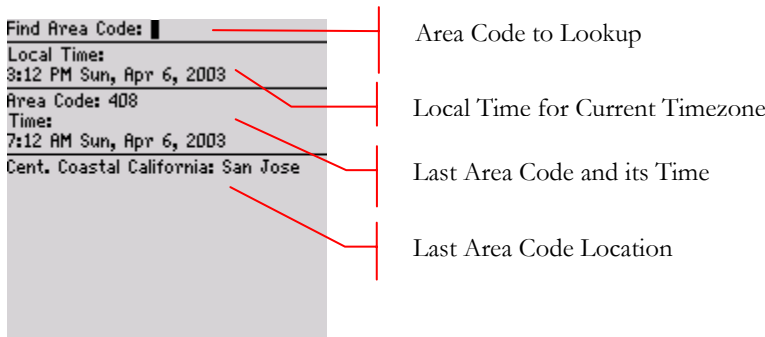 Find Area Code:
Local Time:
3:12 PM Sun, Apr 6, 2003
Area Code: 408
Time:
7:12 AM Sun, Apr 6, 2003
Cent. Coastal California: San Jose
Area Code to Lookup
Local Time for Current Timezone
Last Area Code and its Time
Last Area Code Location